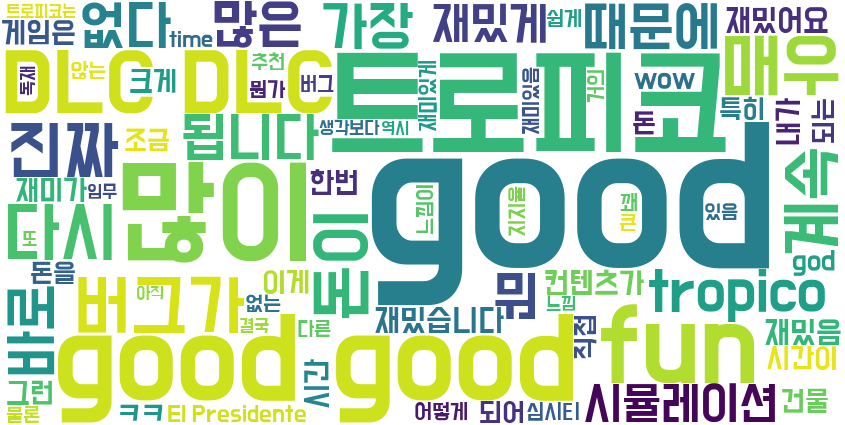 트로피코는
게임은
없다
time
많은
가장
재밌게
쉽게
때문에
재밌어요
DLC DLC
독재
않는
크게
추천
뭔가
버그
트로피코
재미있게
재미있음
거의
wow
돈
특히
매우
내가
되는
진짜
조금
됩니다
생각보다
역시
재미가
임무
많이
한번
good
느낌이
지지율
꽤
큰
있음
계속
god
다시
또
돈이
돈을
버그가
아직
없는
이게
뭐
컨텐츠가
느낌
tropico
바로
good good
결국
다른
재밌습니다
직접
fun
재밌음
시간이
그런
물론
ㅋㅋ
El Presidente
시간
어떻게
되어
심시티
시뮬레이션
건물